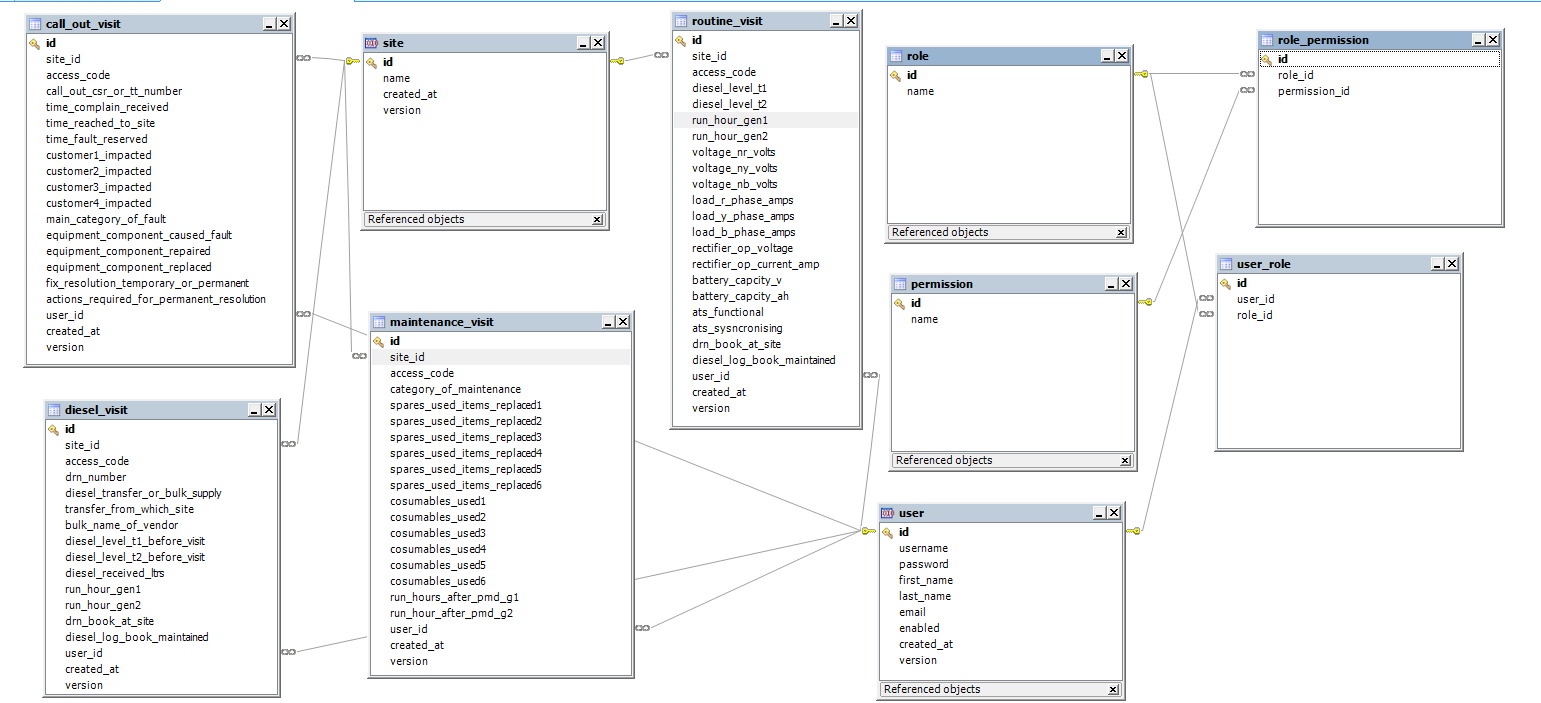 call_out_visit
id
site_id
access_code
call_out_csr_or_tt_number
time_complain_received
time_reached_to_site
time_fault_reserved
customer1_impacted
customer2_impacted
customer3_impacted
customer4_impacted
main_category_of_fault
equipment_component_caused_fault
equipment_component_repaired
equipment_component_replaced
fix_resolution_temporary_or_permanent
actions_required_for_permanent_resolution
user_id
created_at
version
site
id
name
created_at
version
Referenced objects
routine_visit
id
site_id
access_code
diesel_level_t1
diesel_level_t2
run_hour_gen1
run_hour_gen2
voltage_nr_volts
voltage_ny_volts
voltage_nb_volts
load_r_phase_amps
load_y_phase_amps
load_b_phase_amps
rectifier_op_voltage
rectifier_op_current_amp
battery_capcity_v
battery_capcity_ah
ats_functional
ats_sysncronising
drn_book_at_site
diesel_log_book_maintained
user_id
created_at
version
role
id
name
Referenced objects
role_permission
id
role_id
permission_id
permission
id
name
Referenced objects
user_role
id
user_id
role_id
maintenance_visit
id
site_id
access_code
category_of_maintenance
spares_used_items_replaced1
spares_used_items_replaced2
spares_used_items_replaced3
spares_used_items_replaced4
spares_used_items_replaced5
spares_used_items_replaced6
cosumables_used1
cosumables_used2
cosumables_used3
cosumables_used4
cosumables_used5
cosumables_used6
run_hours_after_pmd_g1
run_hour_after_pmd_g2
user_id
created_at
version
diesel_visit
id
site_id
access_code
drn_number
diesel_transfer_or_bulk_supply
transfer_from_which_site
bulk_name_of_vendor
diesel_level_t1_before_visit
diesel_level_t2_before_visit
diesel_received_ltrs
run_hour_gen1
run_hour_gen2
drn_book_at_site
diesel_log_book_maintained
user_id
created_at
version
user
id
username
password
first_name
last_name
email
enabled
created_at
version
Referenced objects